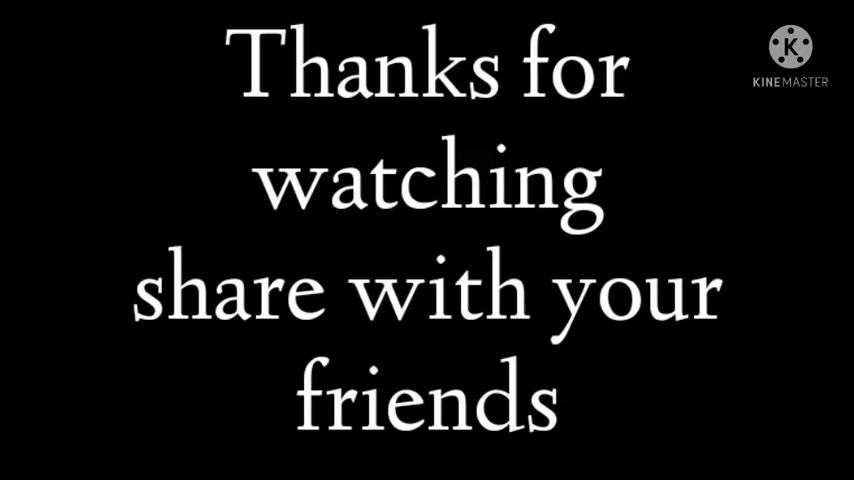 Thanks for
watching
share with your
friends
K
KINEMASTER